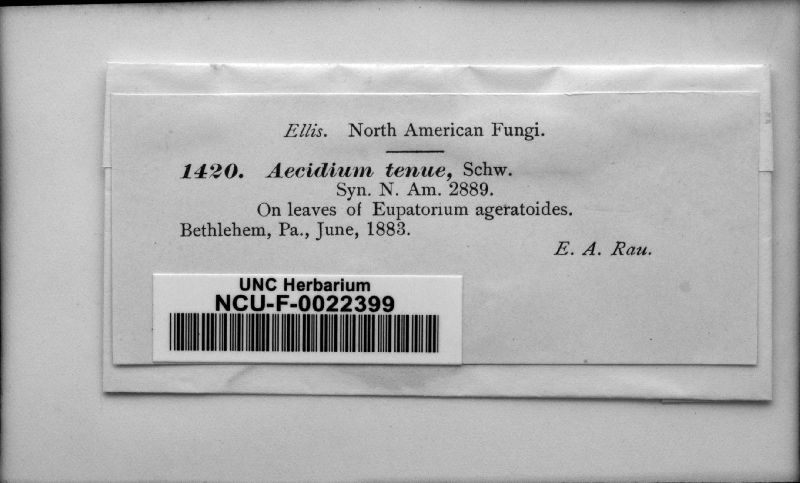 Ellis. North American Fungi.
1420. Aecidium tenue, Schw.
Syn. N. Am. 2889.
On leaves of Eupatorium ageratoides.
Bethlehem, Pa., June, 1883.
E. A. Rau.
UNC Herbarium
NCU-F-0022399